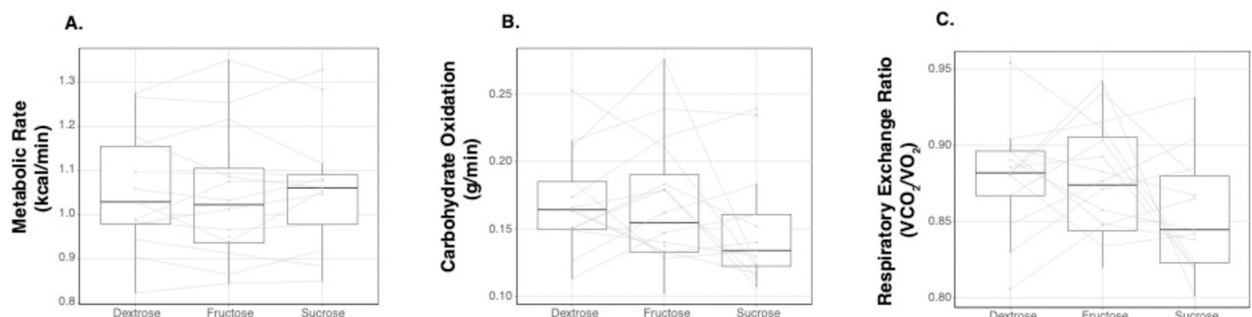 A.
Metabolic Rate
(kcal/min)
1.3
1.2
1.1
1.0
0.9
0.8
Dextrose Fructose Sucrose
B.
Carbohydrate Oxidation
(g/min)
0.25
0.20
0.15
0.10
Dextrose Fructose Sucrose
C.
Respiratory Exchange Ratio
(VCO₂/VO₂)
0.95
0.90
0.85
0.80
Dextrose Fructose Sucrose